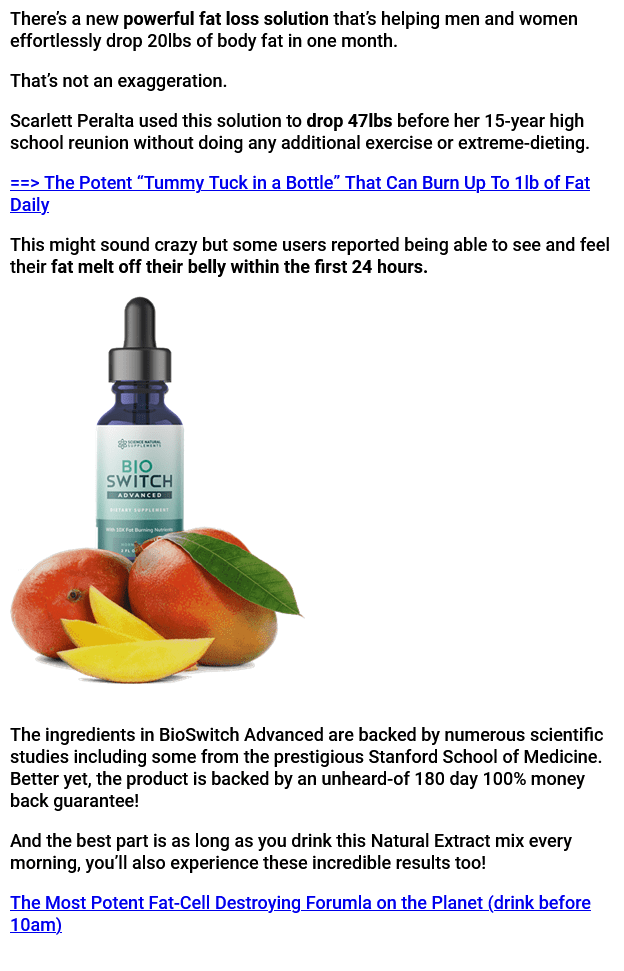 There’s a new powerful fat loss solution that’s helping men and women
effortlessly drop 20lbs of body fat in one month.
That’s not an exaggeration.
Scarlett Peralta used this solution to drop 47lbs before her 15-year high
school reunion without doing any additional exercise or extreme-dieting.
==> The Potent “Tummy Tuck in a Bottle” That Can Burn Up To 1lb of Fat
Daily
This might sound crazy but some users reported being able to see and feel
their fat melt off their belly within the first 24 hours.
SCIENCE NATURAL
SUPPLEMENTS
BIO
SWITCH
ADVANCED
DIETARY SUPPLEMENT
With 10X Fat Burning Nutrients
The ingredients in BioSwitch Advanced are backed by numerous scientific
studies including some from the prestigious Stanford School of Medicine.
Better yet, the product is backed by an unheard-of 180 day 100% money
back guarantee!
And the best part is as long as you drink this Natural Extract mix every
morning, you’ll also experience these incredible results too!
The Most Potent Fat-Cell Destroying Forumla on the Planet (drink before
10am)